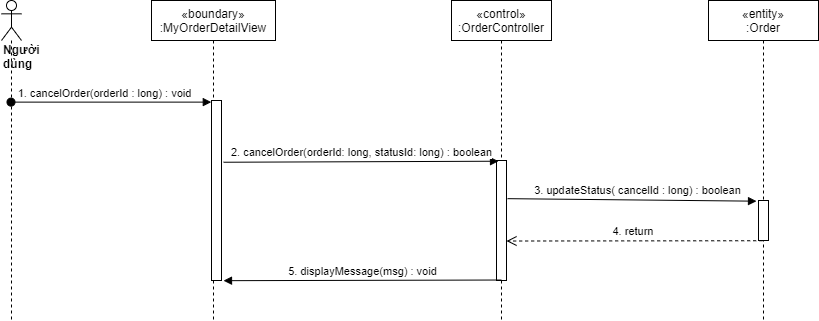 «boundary»
:MyOrderDetailView
«control»
:OrderController
«entity»
:Order
Người
dùng
1. cancelOrder(orderId : long) : void
2. cancelOrder(orderId: long, statusId: long) : boolean
3. updateStatus( cancelId : long) : boolean
4. return
5. displayMessage(msg) : void